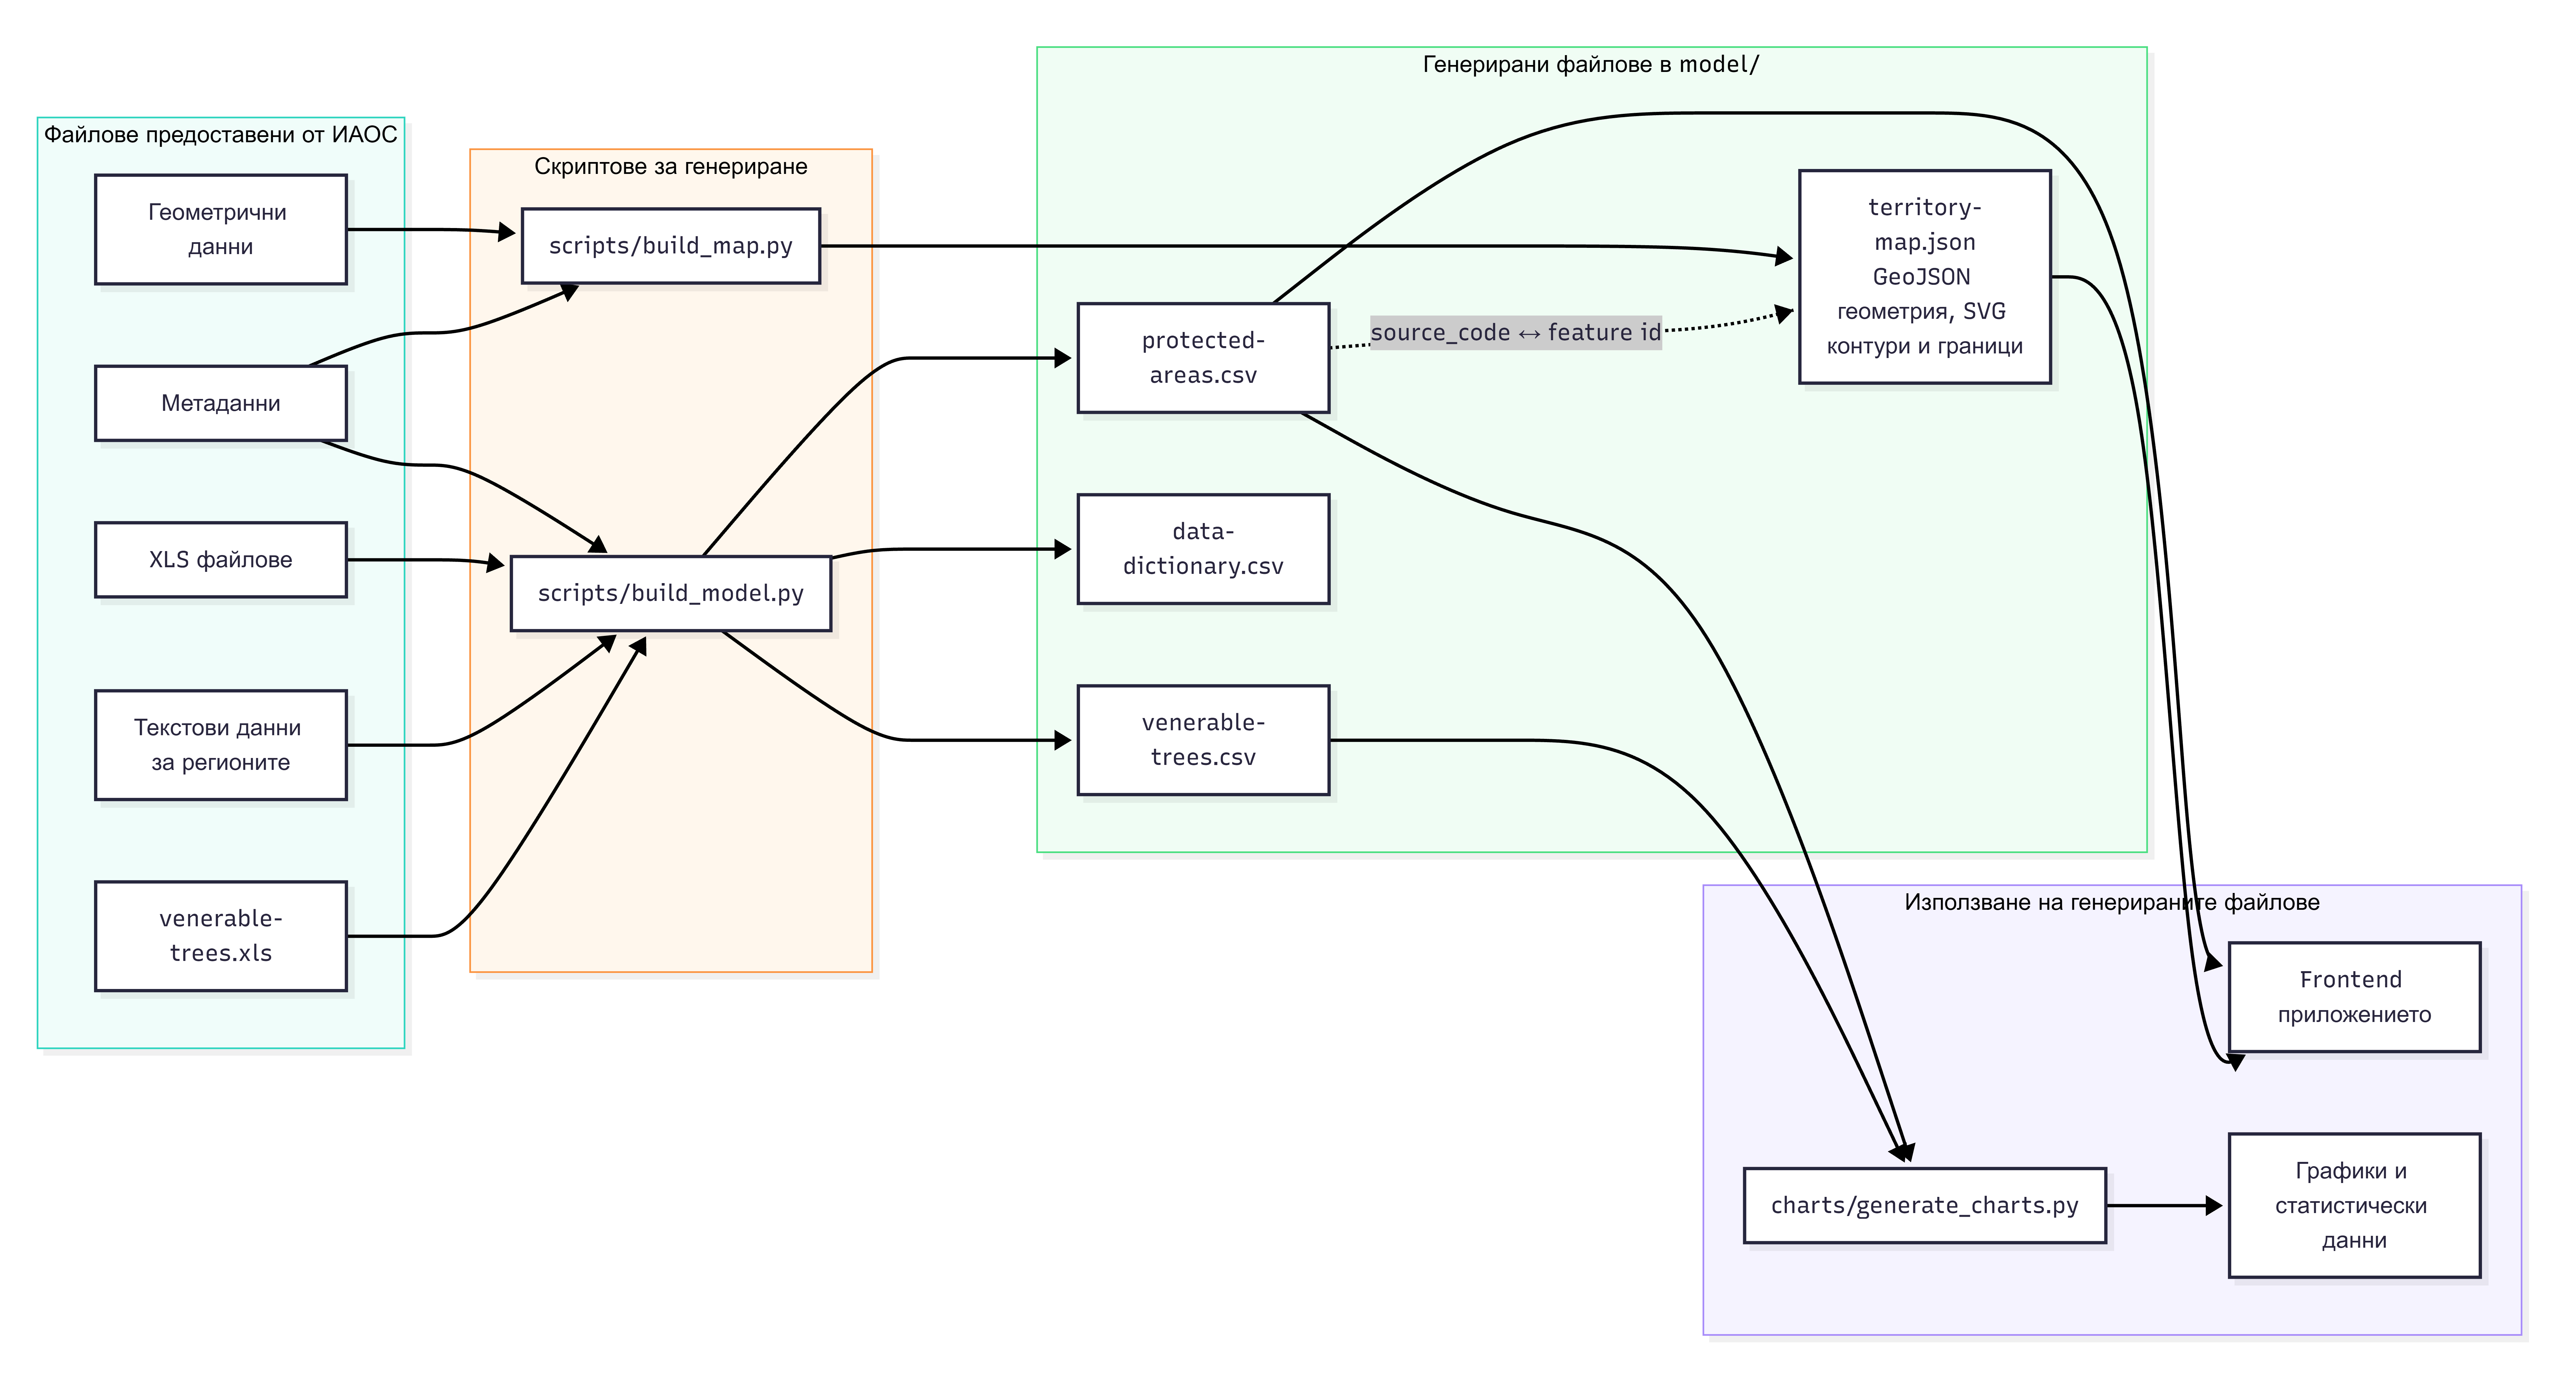 Файлове предоставени от ИАОС
Геометрични
данни
Метаданни
XLS файлове
Текстови данни
за регионите
venerable-
trees.xls
Скриптове за генериране
scripts/build_map.py
scripts/build_model.py
Генерирани файлове в model/
protected-
areas.csv
source_code ↔ feature id
territory-
map.json
GeoJSON
геометрия, SVG
контури и граници
data-
dictionary.csv
venerable-
trees.csv
Използване на генерираните файлове
Frontend
приложението
charts/generate_charts.py
Графики и
статистически
данни